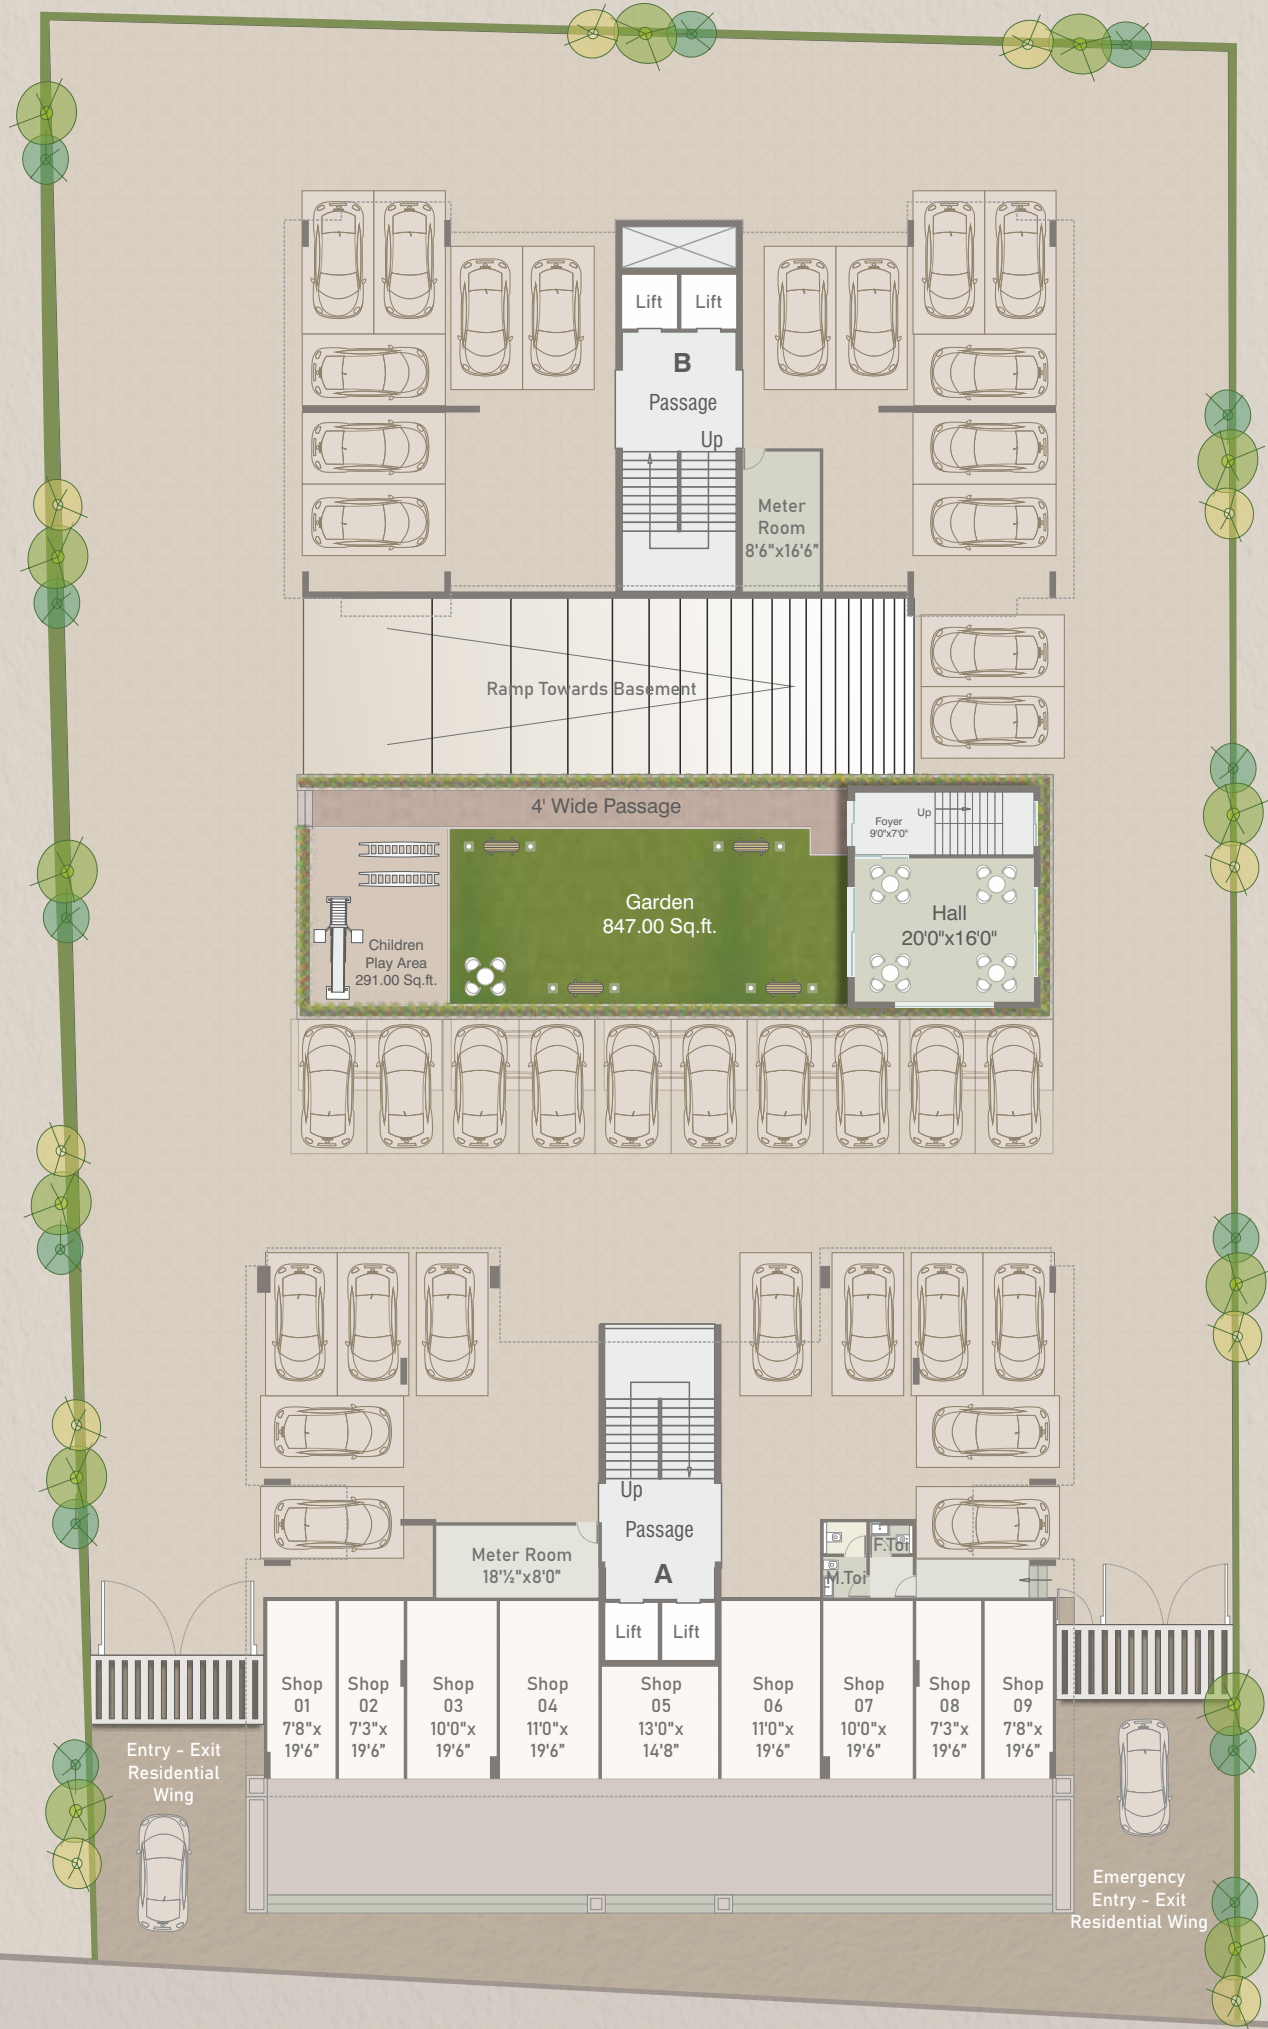 Lift
Lift
B
Passage
Up
Meter
Room
8'6"x16'6"
Ramp Towards Basement
4' Wide Passage
Foyer
9'0"x7'0"
Up
Garden
847.00 Sq.ft.
Hall
20'0"x16'0"
Children
Play Area
291.00 Sq.ft.
Up
Passage
A
Meter Room
18'½"x8'0"
F.Toi
M.Toi
Lift
Lift
Shop
01
7'8"x
19'6"
Shop
02
7'3"x
19'6"
Shop
03
10'0"x
19'6"
Shop
04
11'0"x
19'6"
Shop
05
13'0"x
14'8"
Shop
06
11'0"x
19'6"
Shop
07
10'0"x
19'6"
Shop
08
7'3"x
19'6"
Shop
09
7'8"x
19'6"
Entry - Exit
Residential
Wing
Emergency
Entry - Exit
Residential Wing